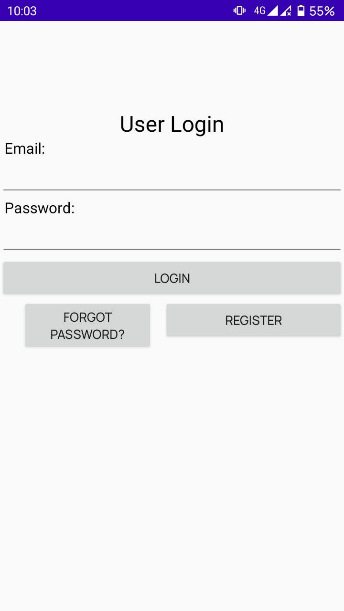 10:03 4G 55%
User Login
Email:
Password:
LOGIN
FORGOT
PASSWORD?
REGISTER